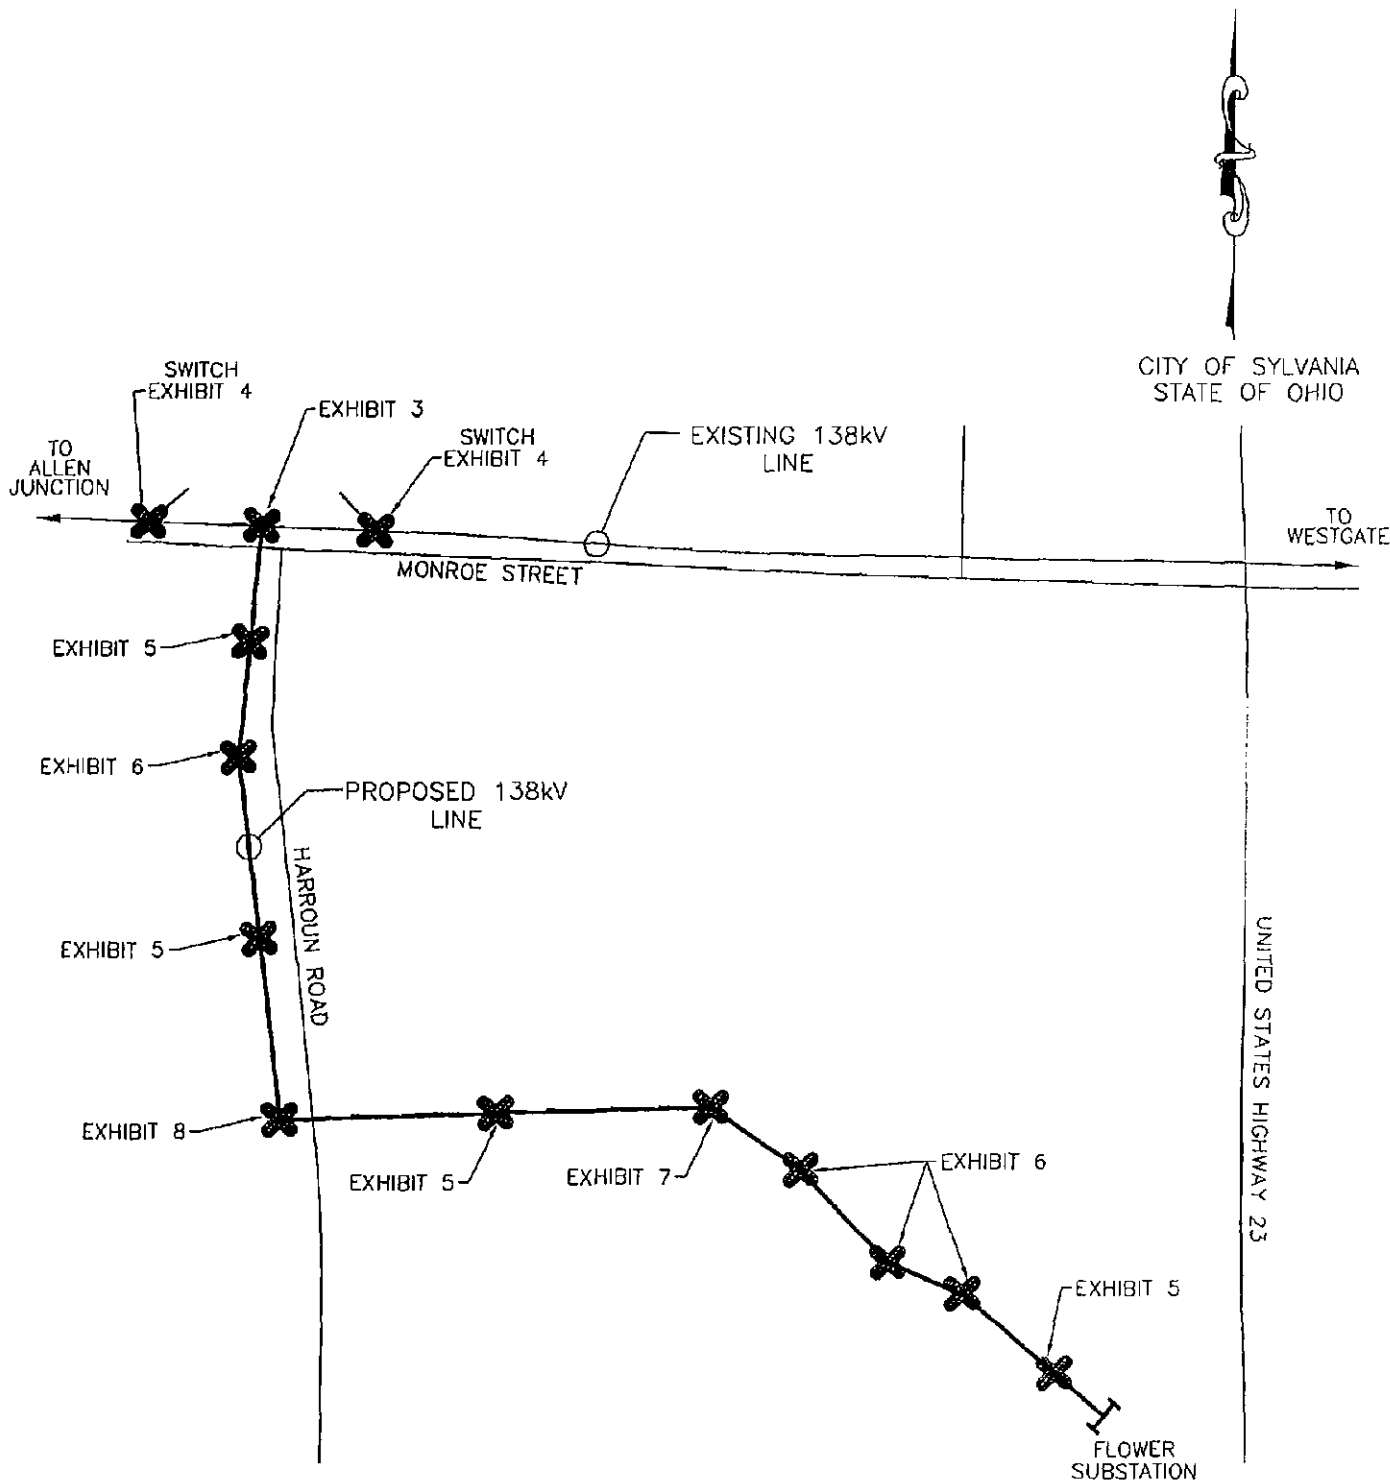 CITY OF SYLVANIA
STATE OF OHIO
SWITCH
EXHIBIT 4
EXHIBIT 3
SWITCH
EXHIBIT 4
EXISTING 138kV
LINE
TO
ALLEN
JUNCTION
TO
WESTGATE
MONROE STREET
EXHIBIT 5
EXHIBIT 6
PROPOSED 138kV
LINE
HARROUN ROAD
EXHIBIT 5
UNITED STATES HIGHWAY 23
EXHIBIT 8
EXHIBIT 5
EXHIBIT 7
EXHIBIT 6
EXHIBIT 5
FLOWER
SUBSTATION